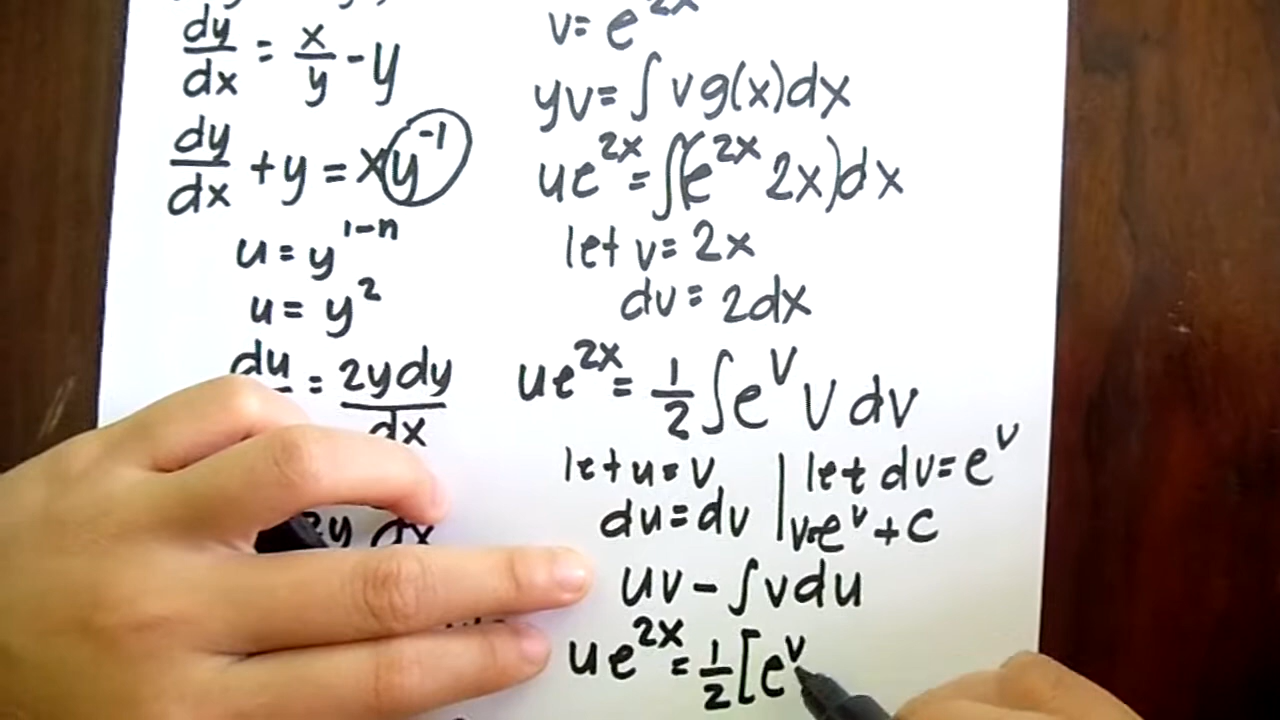 dy/dx = x/y - y
dy/dx + y = xy^-1
u = y^1-n
u = y^2
du = 2ydy/dx
2y dx
v = e^2x
yv = ∫ v g(x)dx
ue^2x = ∫(e^2x 2x)dx
let v = 2x
dv = 2dx
ue^2x = 1/2 ∫e^v v dv
let u = v | let dv = e^v
du = dv | v = e^v + c
uv - ∫vdu
ue^2x = 1/2 [e^v